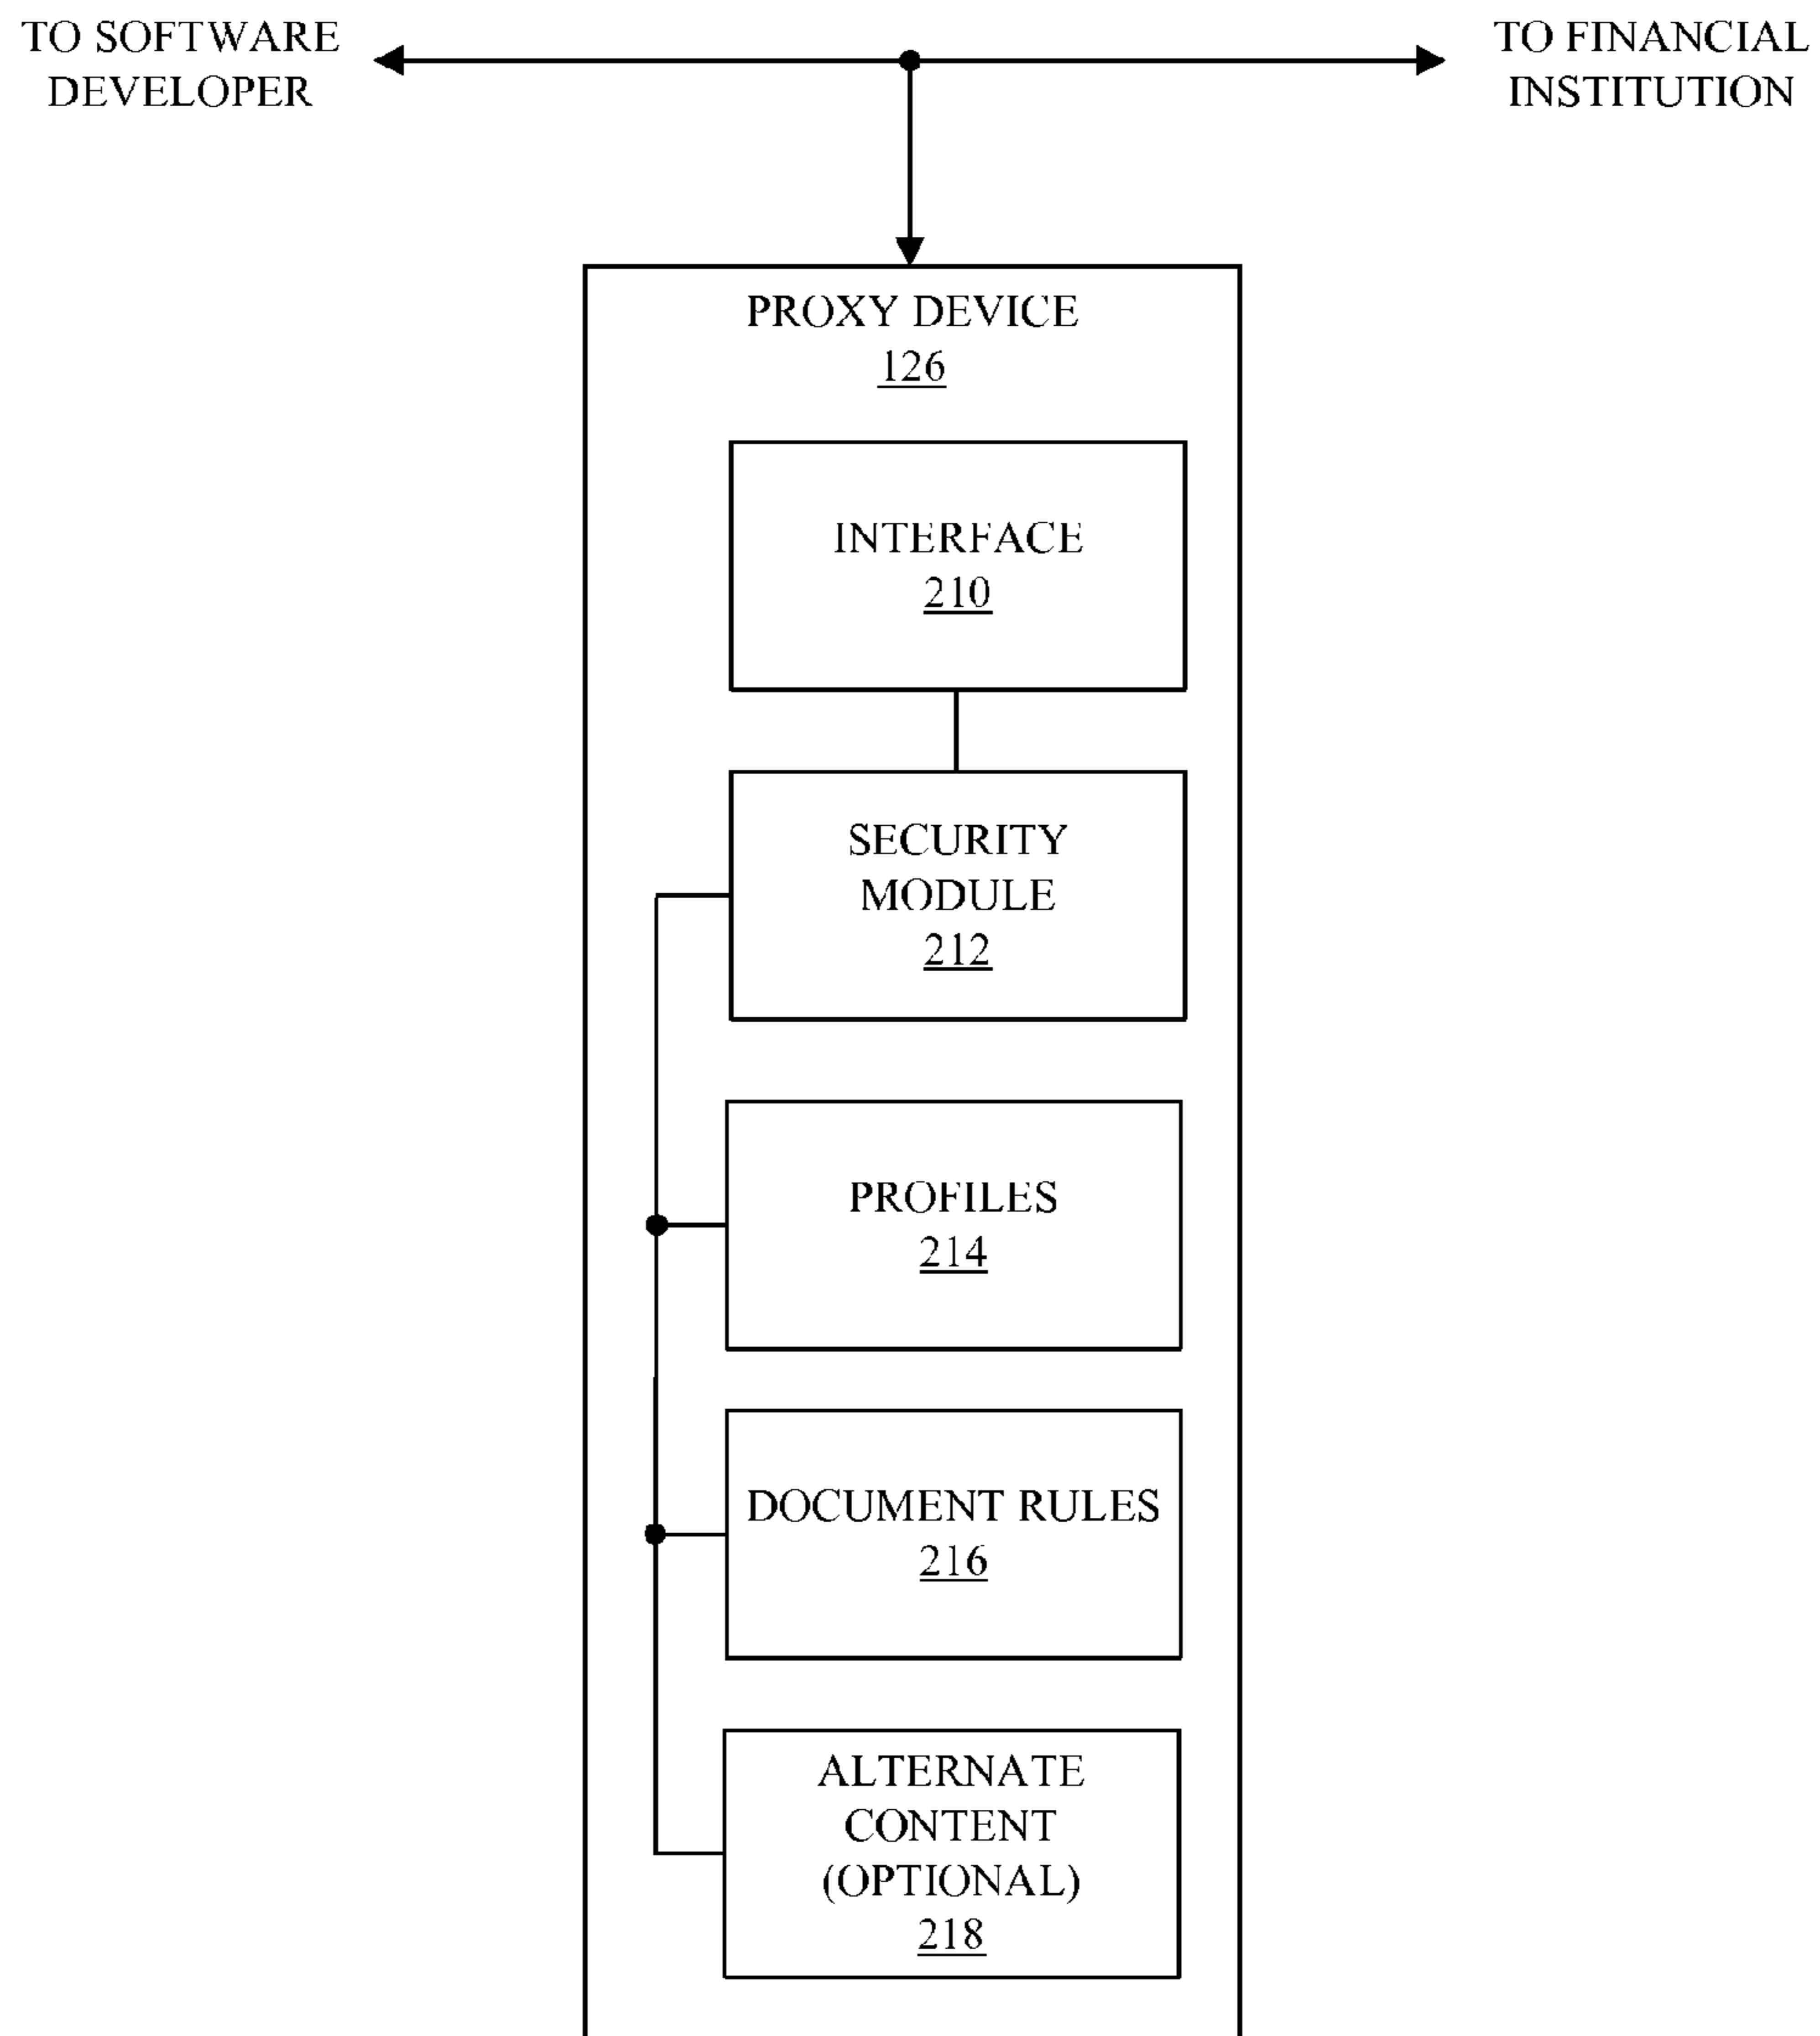 TO SOFTWARE
DEVELOPER
TO FINANCIAL
INSTITUTION
PROXY DEVICE
126
INTERFACE
210
SECURITY
MODULE
212
PROFILES
214
DOCUMENT RULES
216
ALTERNATE
CONTENT
(OPTIONAL)
218